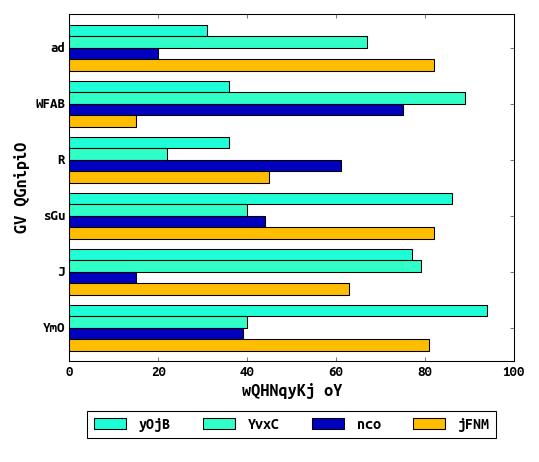 ad
WFAB
R
sGu
J
YmO
GV QGnipiO
0 20 40 60 80 100
wQHNqyKj oY
yOjB YvxC nco jFNM